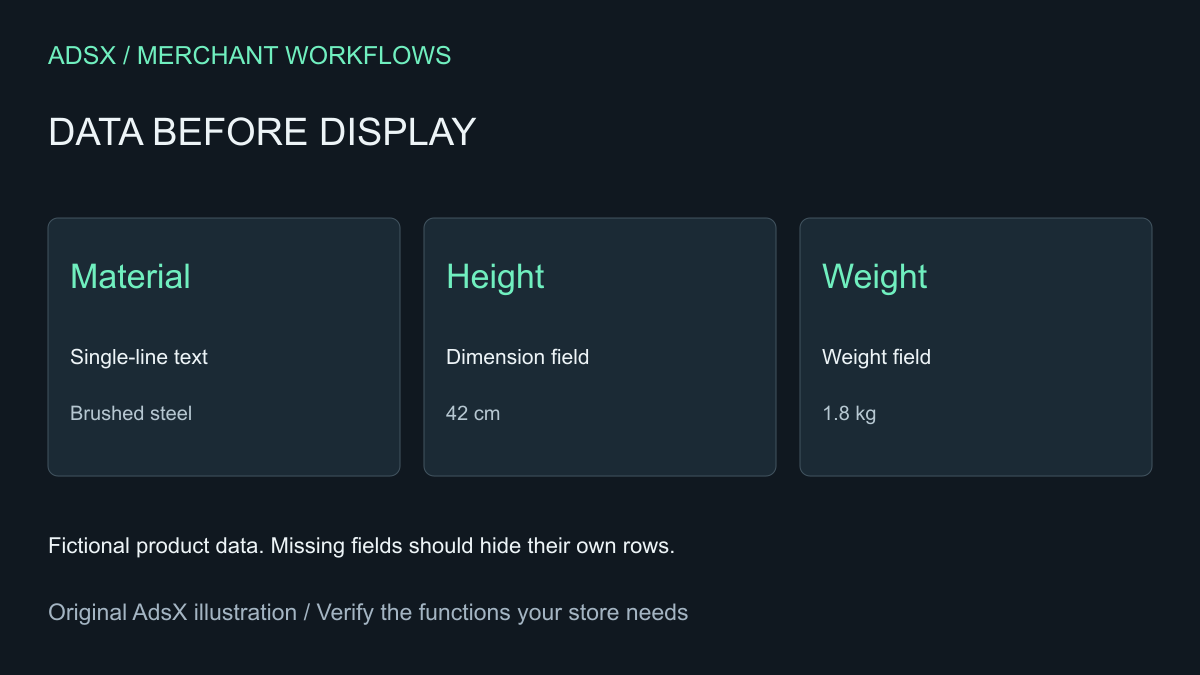 ADSX / MERCHANT WORKFLOWS
DATA BEFORE DISPLAY
Material
Single-line text
Brushed steel
Height
Dimension field
42 cm
Weight
Weight field
1.8 kg
Fictional product data. Missing fields should hide their own rows.
Original AdsX illustration / Verify the functions your store needs